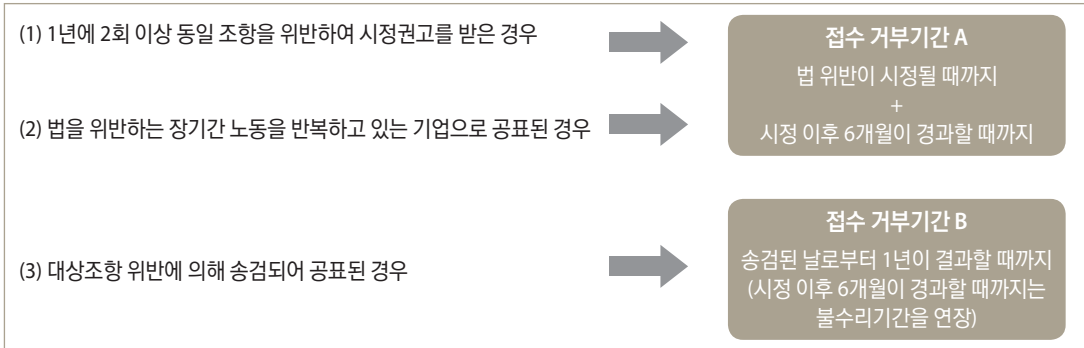 (1) 1년에 2회 이상 동일 조항을 위반하여 시정권고를 받은 경우
(2) 법을 위반하는 장기간 노동을 반복하고 있는 기업으로 공표된 경우
접수 거부기간 A
법 위반이 시정될 때까지
+
시정 이후 6개월이 경과할 때까지
(3) 대상조항 위반에 의해 송검되어 공표된 경우
접수 거부기간 B
송검된 날로부터 1년이 결과할 때까지
(시정 이후 6개월이 경과할 때까지는
불수리기간을 연장)